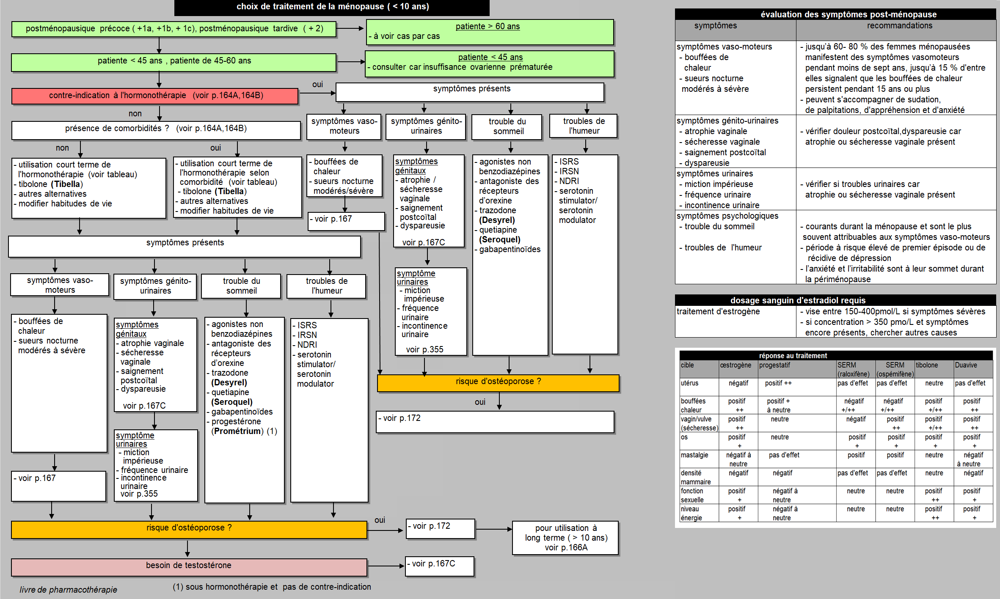 choix de traitement de la ménopause ( < 10 ans)
postménopausique précoce ( +1a, +1b, + 1c), postménopausique tardive ( + 2)
patiente > 60 ans
- à voir cas par cas
patiente < 45 ans , patiente de 45-60 ans
patiente < 45 ans
- consulter car insuffisance ovarienne prématurée
contre-indication à l'hormonothérapie (voir p.164A,164B)
oui
symptômes présents
non
présence de comorbidités ? (voir p.164A,164B)
symptômes vaso-
moteurs
symptômes génito-
urinaires
trouble du
sommeil
troubles de
l'humeur
non
oui
- utilisation court terme de
l'hormonothérapie (voir tableau)
- tibolone (Tibella)
- autres alternatives
- modifier habitudes de vie
- utilisation court terme de
l'hormonothérapie selon
comorbidité (voir tableau)
- tibolone (Tibella)
- autres alternatives
- modifier habitudes de vie
- bouffées de
chaleur
- sueurs nocturne
modérés/sévère
- voir p.167
symptômes
génitaux
- atrophie /
sécheresse
vaginale
- saignement
postcoïtal
- dyspareusie
voir p.167C
symptôme
urinaires
- miction
impérieuse
- fréquence
urinaire
- incontinence
urinaire
voir p.355
- agonistes non
benzodiazépines
- antagoniste des
récepteurs
d'orexine
- trazodone
(Desyrel)
- quetiapine
(Seroquel)
- gabapentinoïdes
- ISRS
- IRSN
- NDRI
- serotonin
stimulator/
serotonin
modulator
risque d'ostéoporose ?
oui
- voir p.172
symptômes présents
symptômes vaso-
moteurs
symptômes génito-
urinaires
trouble du
sommeil
troubles de
l'humeur
- bouffées de
chaleur
- sueurs nocturne
modérés à sévère
- voir p.167
symptômes
génitaux
- atrophie vaginale
- sécheresse
vaginale
- saignement
postcoïtal
- dyspareusie
voir p.167C
symptôme
urinaires
- miction
impérieuse
- fréquence urinaire
- incontinence
urinaire
voir p.355
- agonistes non
benzodiazépines
- antagoniste des
récepteurs
d'orexine
- trazodone
(Desyrel)
- quetiapine
(Seroquel)
- gabapentinoïdes
- progestérone
(Prométrium) (1)
- ISRS
- IRSN
- NDRI
- serotonin
stimulator/
serotonin
modulator
risque d'ostéoporose ?
oui
- voir p.172
pour utilisation à
long terme ( > 10 ans)
voir p.166A
besoin de testostérone
- voir p.167C
livre de pharmacothérapie
(1) sous hormonothérapie et pas de contre-indication
évaluation des symptômes post-ménopause
symptômes recommandations
symptômes vaso-moteurs
- bouffées de
chaleur
- sueurs nocturne
modérés à sévère
- jusqu'à 60- 80 % des femmes ménopausées
manifestent des symptômes vasomoteurs
pendant moins de sept ans, jusqu'à 15 % d'entre
elles signalent que les bouffées de chaleur
persistent pendant 15 ans ou plus
- peuvent s'accompagner de sudation,
de palpitations, d'appréhension et d'anxiété
symptômes génito-urinaires
- atrophie vaginale
- sécheresse vaginale
- saignement postcoïtal
- dyspareusie
- vérifier douleur postcoïtal,dyspareusie car
atrophie ou sécheresse vaginale présent
symptômes urinaires
- miction impérieuse
- fréquence urinaire
- incontinence urinaire
- vérifier si troubles urinaires car
atrophie ou sécheresse vaginale présent
symptômes psychologiques
- trouble du sommeil
- troubles de l'humeur
- courants durant la ménopause et sont le plus
souvent attribuables aux symptômes vaso-moteurs
- période à risque élevé de premier épisode ou de
récidive de dépression
- l'anxiété et l'irritabilité sont à leur sommet durant
la périménopause
dosage sanguin d'estradiol requis
traitement d'estrogène
- vise entre 150-400pmol/L si symptômes sévères
- si concentration > 350 pmo/L et symptômes
encore présents, chercher autres causes
réponse au traitement
cible œstrogène progestatif SERM SERM tibolone Duavive
(raloxifène) (ospémifène)
utérus négatif positif ++ pas d'effet pas d'effet neutre pas d'effet
bouffées positif positif + négatif négatif positif positif
chaleur ++ à neutre +/++ +/++ +/++ ++
vagin/vulve positif neutre négatif positif positif positif
(sécheresse) ++ ++ +/++ ++
os positif neutre positif positif positif positif
+ + + + +
mastalgie négatif à pas d'effet positif positif neutre négatif
neutre à neutre
densité négatif négatif pas d'effet pas d'effet neutre négatif
mammaire
fonction positif négatif à neutre neutre positif positif
sexuelle + neutre ++ +
niveau positif négatif à neutre neutre positif positif
énergie + neutre ++ +